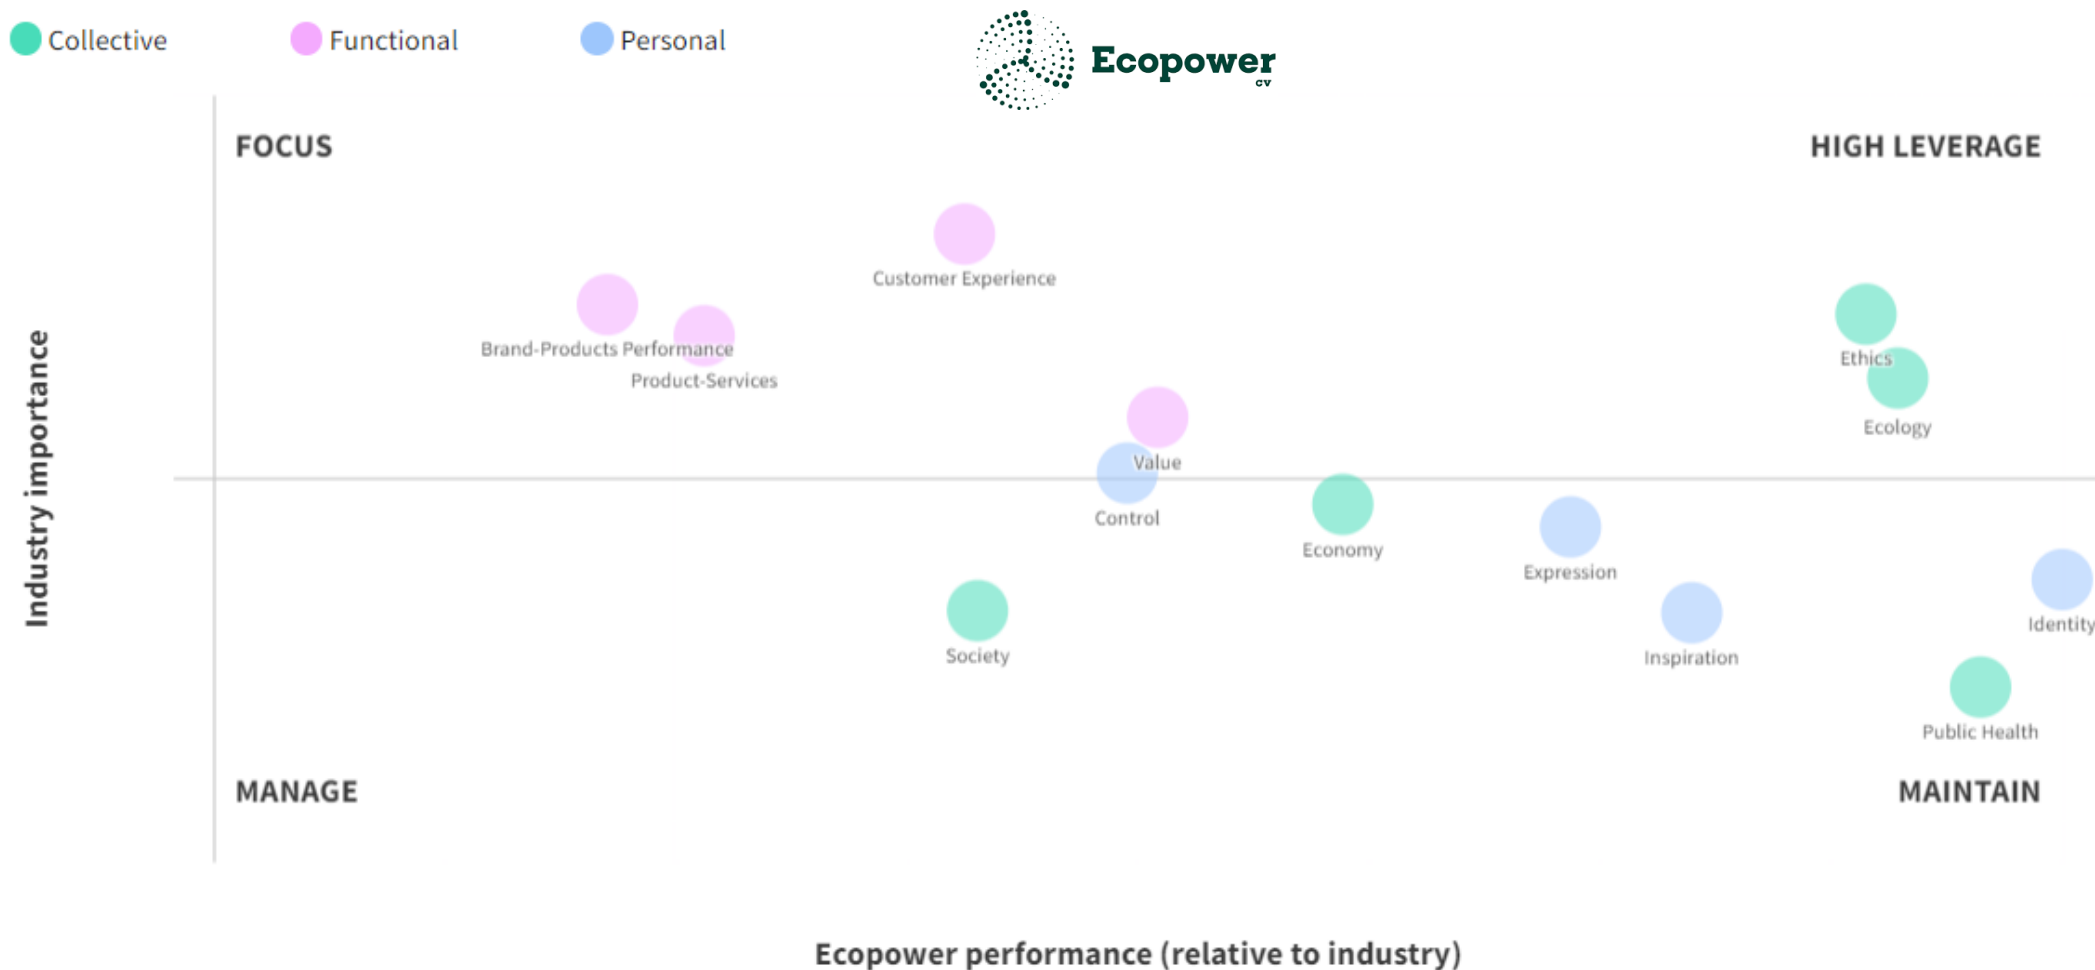 Collective
Functional
Personal
Ecopower
cv
FOCUS
HIGH LEVERAGE
Customer Experience
Brand-Products Performance
Product-Services
Ethics
Ecology
Value
Control
Economy
Expression
Identity
Society
Inspiration
Public Health
MANAGE
MAINTAIN
Industry importance
Ecopower performance (relative to industry)